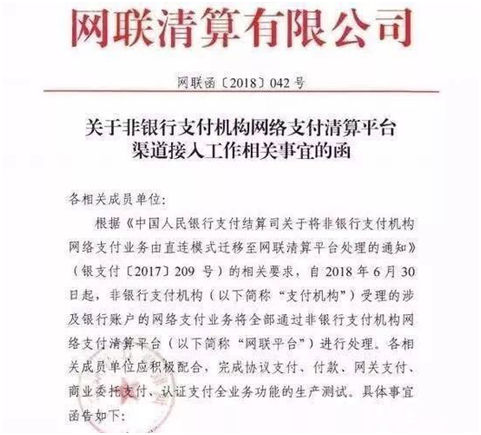 网联清算有限公司
网联函〔2018〕042 号
关于非银行支付机构网络支付清算平台
渠道接入工作相关事宜的函
各相关成员单位：
根据《中国人民银行支付结算司关于将非银行支付机构
网络支付业务由直连模式迁移至网联清算平台处理的通知》
（银支付【2017】209 号）的相关要求，自 2018 年 6 月 30
日起，非银行支付机构（以下简称“支付机构”）受理的涉
及银行账户的网络支付业务将全部通过非银行支付机构网
络支付清算平台（以下简称“网联平台”）进行处理。各相
关成员单位应积极配合，完成协议支付、付款、网关支付、
商业委托支付、认证支付全业务功能的生产测试。具体事宜
函告如下：